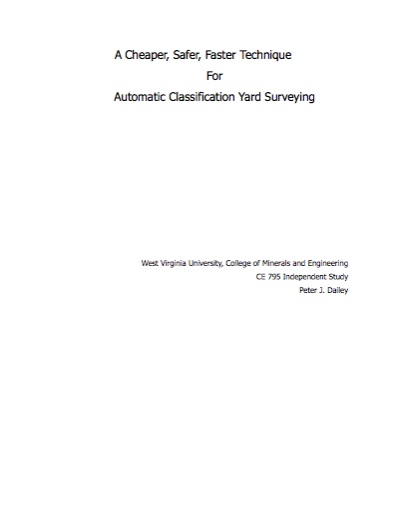 A Cheaper, Safer, Faster Technique
For
Automatic Classification Yard Surveying
West Virginia University, College of Minerals and Engineering
CE 795 Independent Study
Peter J. Dailey